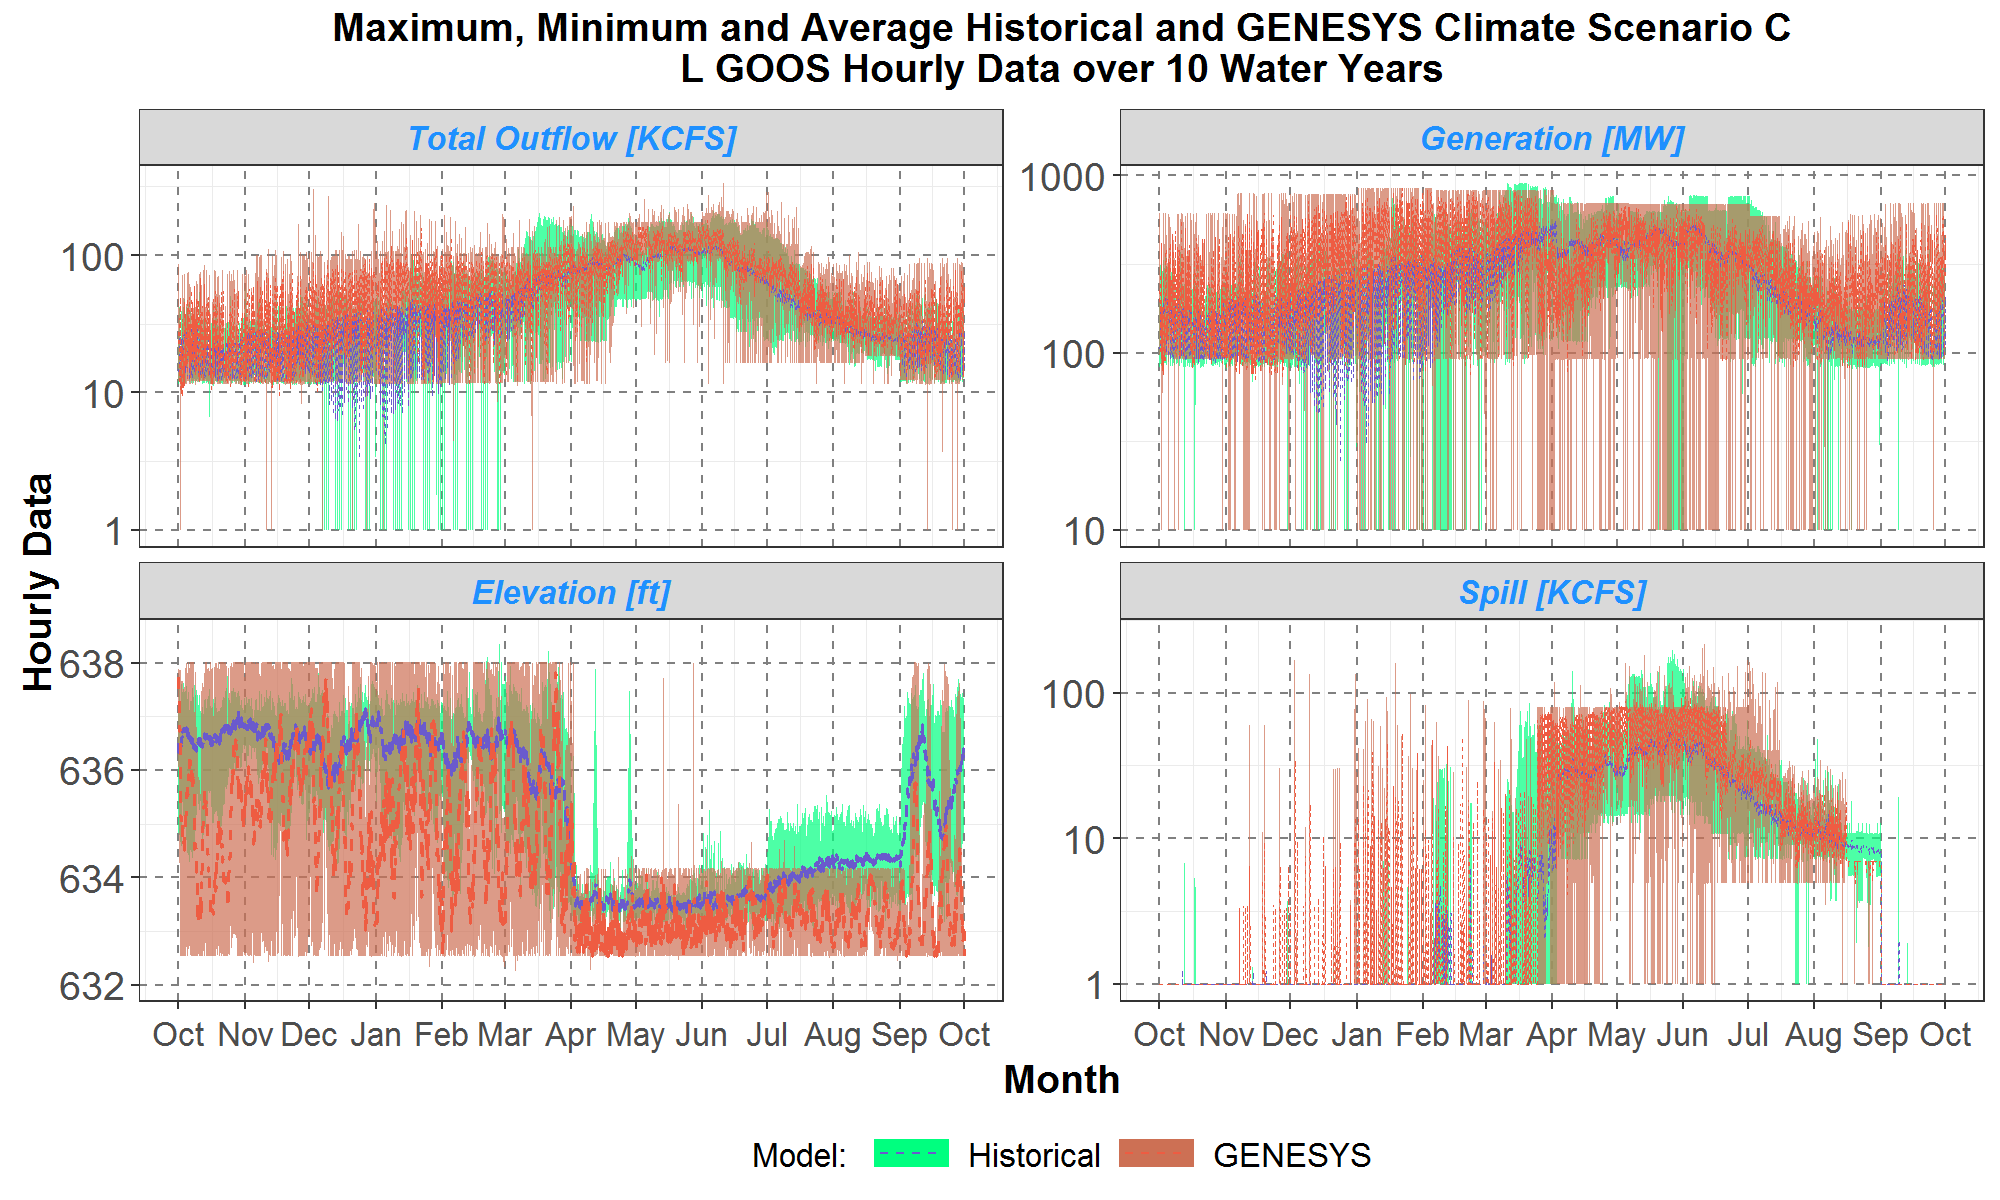 Maximum, Minimum and Average Historical and GENESYS Climate Scenario C
L GOOS Hourly Data over 10 Water Years
Total Outflow [KCFS]
Generation [MW]
100
10
1
1000
100
10
Elevation [ft]
Spill [KCFS]
638
636
634
632
100
10
1
Hourly Data
Oct Nov Dec Jan Feb Mar Apr May Jun Jul Aug Sep Oct
Oct Nov Dec Jan Feb Mar Apr May Jun Jul Aug Sep Oct
Month
Model: Historical GENESYS